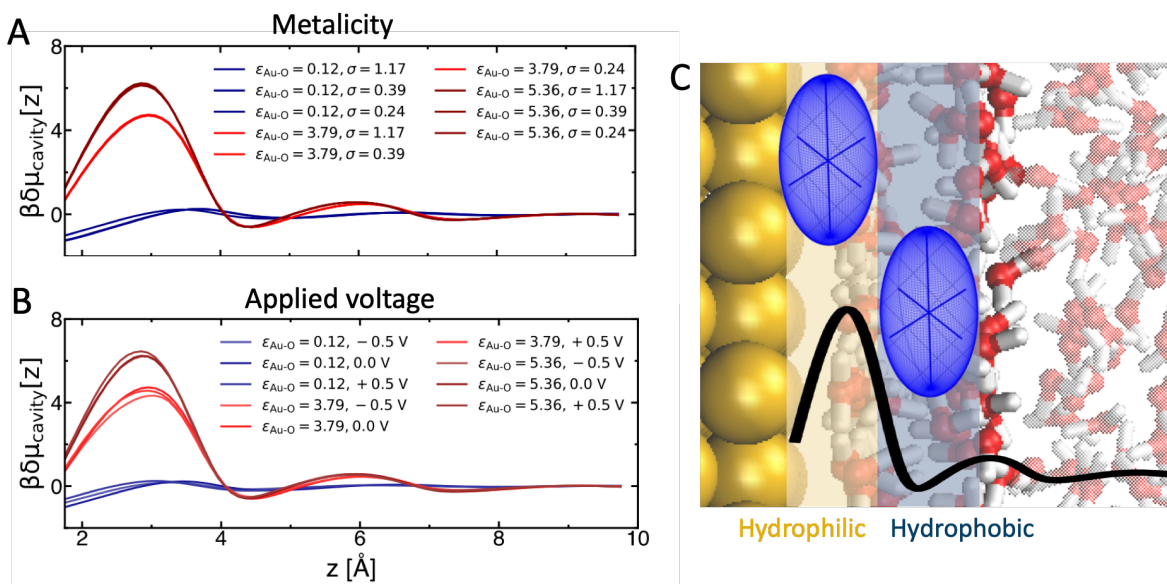 A
Metalicity
8
4
0
βδμcavity[z]
εAu-O = 0.12, σ = 1.17
εAu-O = 0.12, σ = 0.39
εAu-O = 0.12, σ = 0.24
εAu-O = 3.79, σ = 1.17
εAu-O = 3.79, σ = 0.39
εAu-O = 3.79, σ = 0.24
εAu-O = 5.36, σ = 1.17
εAu-O = 5.36, σ = 0.39
εAu-O = 5.36, σ = 0.24
B
Applied voltage
8
4
0
βδμcavity[z]
εAu-O = 0.12, − 0.5 V
εAu-O = 0.12, 0.0 V
εAu-O = 0.12, + 0.5 V
εAu-O = 3.79, − 0.5 V
εAu-O = 3.79, 0.0 V
εAu-O = 3.79, + 0.5 V
εAu-O = 5.36, − 0.5 V
εAu-O = 5.36, 0.0 V
εAu-O = 5.36, + 0.5 V
2 4 6 8 10
z [Å]
C
Hydrophilic Hydrophobic